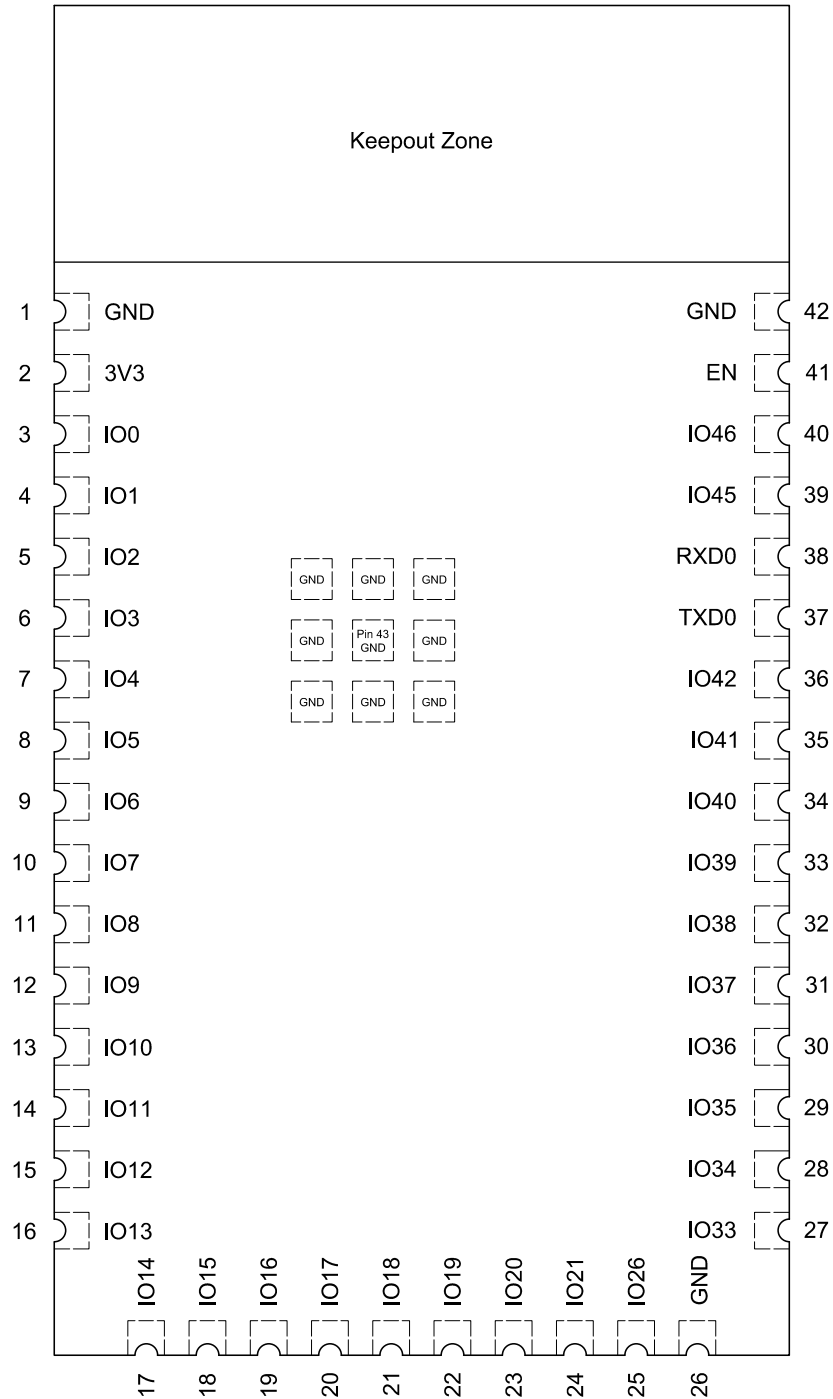 Keepout Zone
1 GND GND 42
2 3V3 EN 41
3 IO0 IO46 40
4 IO1 IO45 39
5 IO2 RXD0 38
GND GND GND
6 IO3 TXD0 37
GND Pin 43 GND
GND
7 IO4 IO42 36
GND GND GND
8 IO5 IO41 35
9 IO6 IO40 34
10 IO7 IO39 33
11 IO8 IO38 32
12 IO9 IO37 31
13 IO10 IO36 30
14 IO11 IO35 29
15 IO12 IO34 28
16 IO13 IO33 27
IO14 IO15 IO16 IO17 IO18 IO19 IO20 IO21 IO26 GND
17 18 19 20 21 22 23 24 25 26